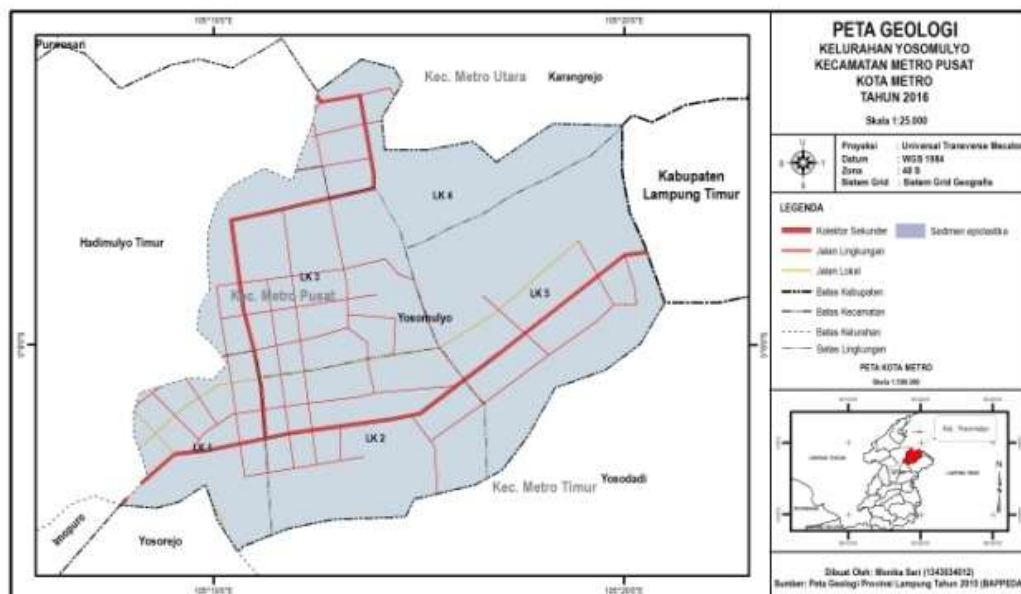 PETA GEOLOGI
KELURAHAN YOSOMULYO
KECAMATAN METRO PUSAT
KOTA METRO
TAHUN 2016
Skala 1:25.000
Proyeksi : Universal Transverse Mecator
Datum : WGS 1984
Zona : 48 S
Sistem Grid : Sistem Grid Geografis
LEGENDA
Kolektor Sekunder
Sedimen epiclastika
Jalan Lingkungan
Jalan Lokal
Batas Kabupaten
Batas Kecamatan
Batas Kelurahan
Batas Lingkungan
PETA KOTA METRO
Dibuat Oleh: Monika Sari (1343034012)
Sumber: Peta Geologi Provinsi Lampung Tahun 2010 (BAPPEDA
Purwosari
Kec. Metro Utara
Karangrejo
Kabupaten
Lampung Timur
LK 6
Hadimulyo Timur
LK 3
Kec. Metro Pusat
LK 5
Yosomulyo
LK 2
Kec. Metro Timur
Yosodadi
Imopuro
Yosorejo